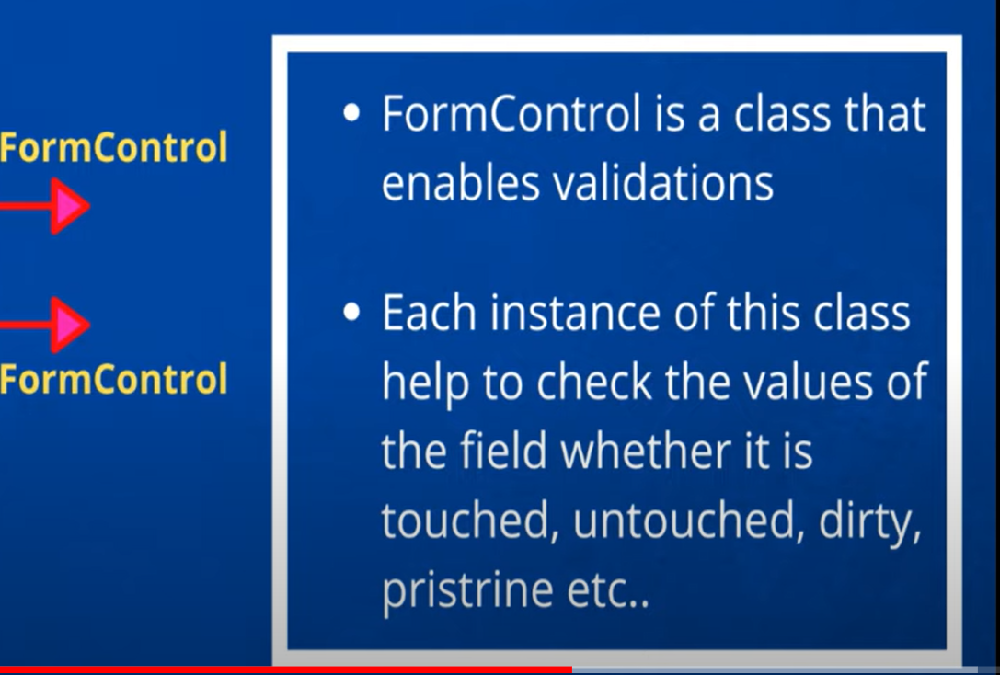 FormControl
FormControl
• FormControl is a class that
enables validations
• Each instance of this class
help to check the values of
the field whether it is
touched, untouched, dirty,
pristrine etc..